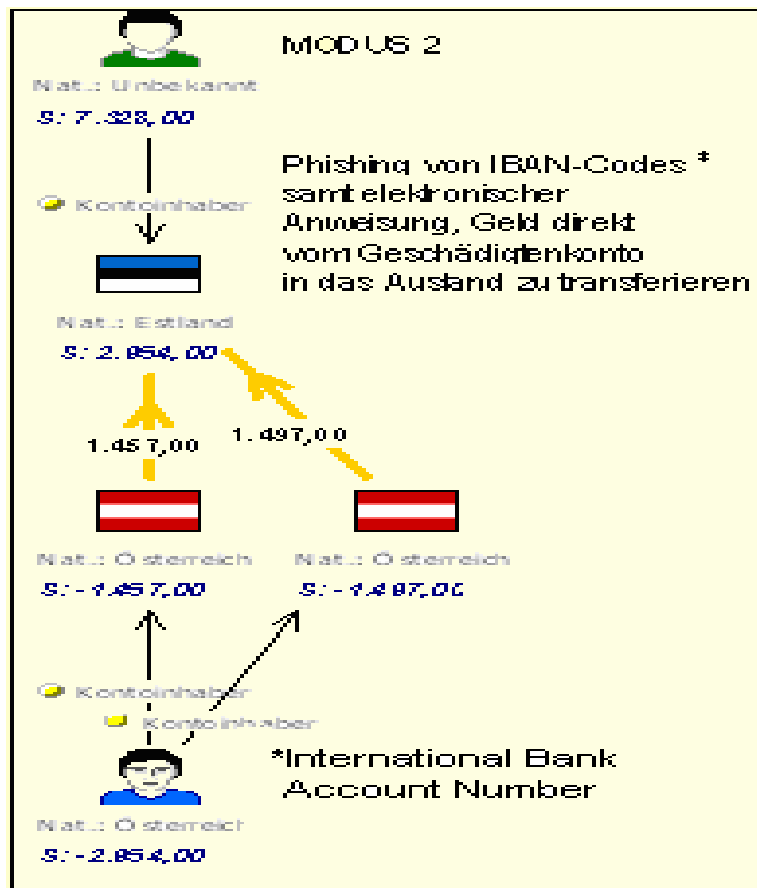 MODUS 2
Nat.: Unbekannt
S: 7.328,00
Phishing von IBAN-Codes *
samt elektronischer
Anweisung, Geld direkt
vom Geschädigtenkonto
in das Ausland zu transferieren
Kontoinhaber
Nat.: Estland
S: 2.954,00
1.457,00
1.497,00
Nat.: Österreich
Nat.: Österreich
S: -1.457,00
S: -1.497,00
Kontoinhaber
Kontoinhaber
*International Bank
Account Number
Nat.: Österreich
S: -2.954,00